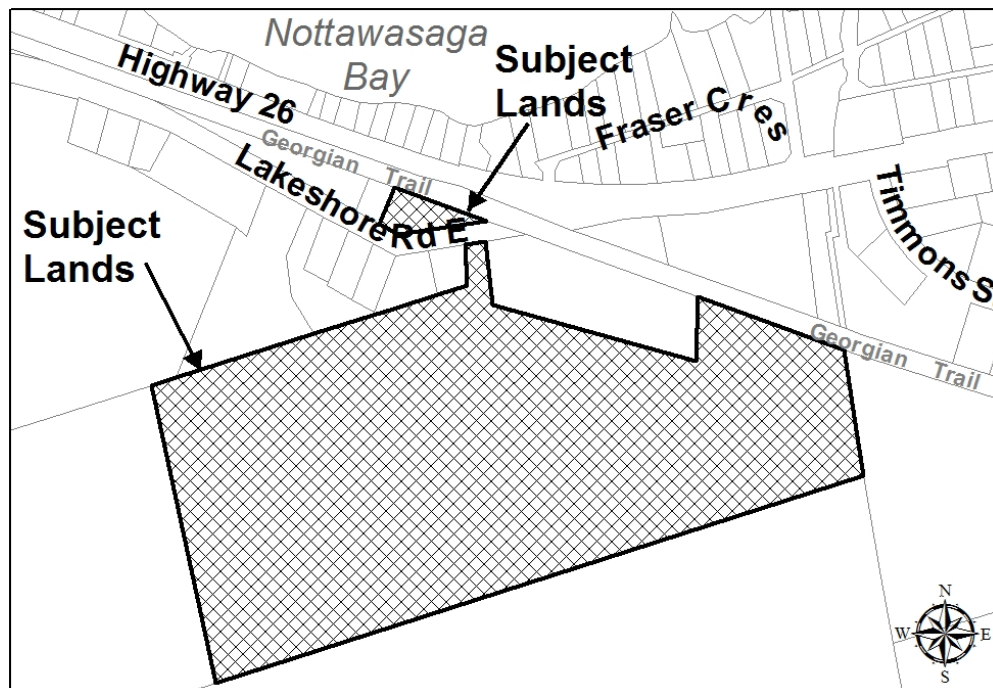 Nottawasaga
Bay
Highway 26
Subject
Lands
Fraser Cres
Georgian Trail
Lakeshore Rd E
Timmons S
Subject
Lands
Georgian Trail
N
W
E
S